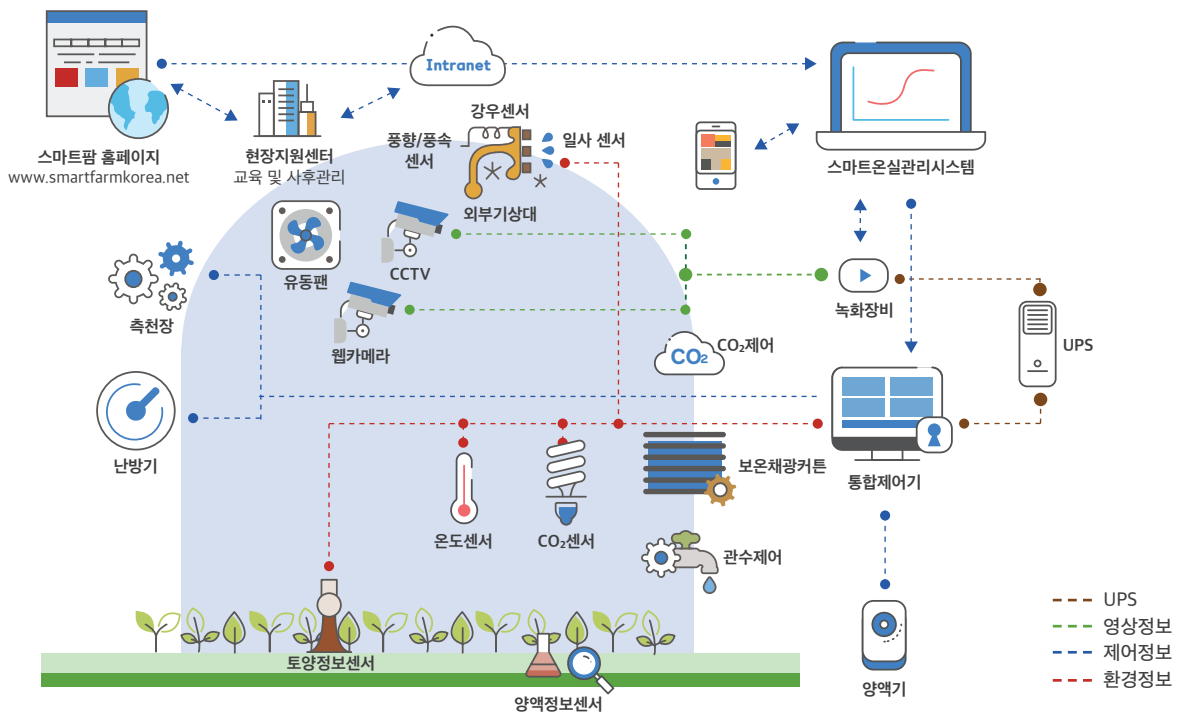 Intranet
강우센서
풍향/풍속
센서
일사 센서
스마트팜 홈페이지
www.smartfarmkorea.net
현장지원센터
교육 및 사후관리
스마트온실관리시스템
외부기상대
유동팬
CCTV
측천장
웹카메라
녹화장비
CO₂
CO₂제어
UPS
난방기
보온채광커튼
통합제어기
온도센서
CO₂센서
관수제어
UPS
영상정보
제어정보
환경정보
토양정보센서
양액정보센서
양액기